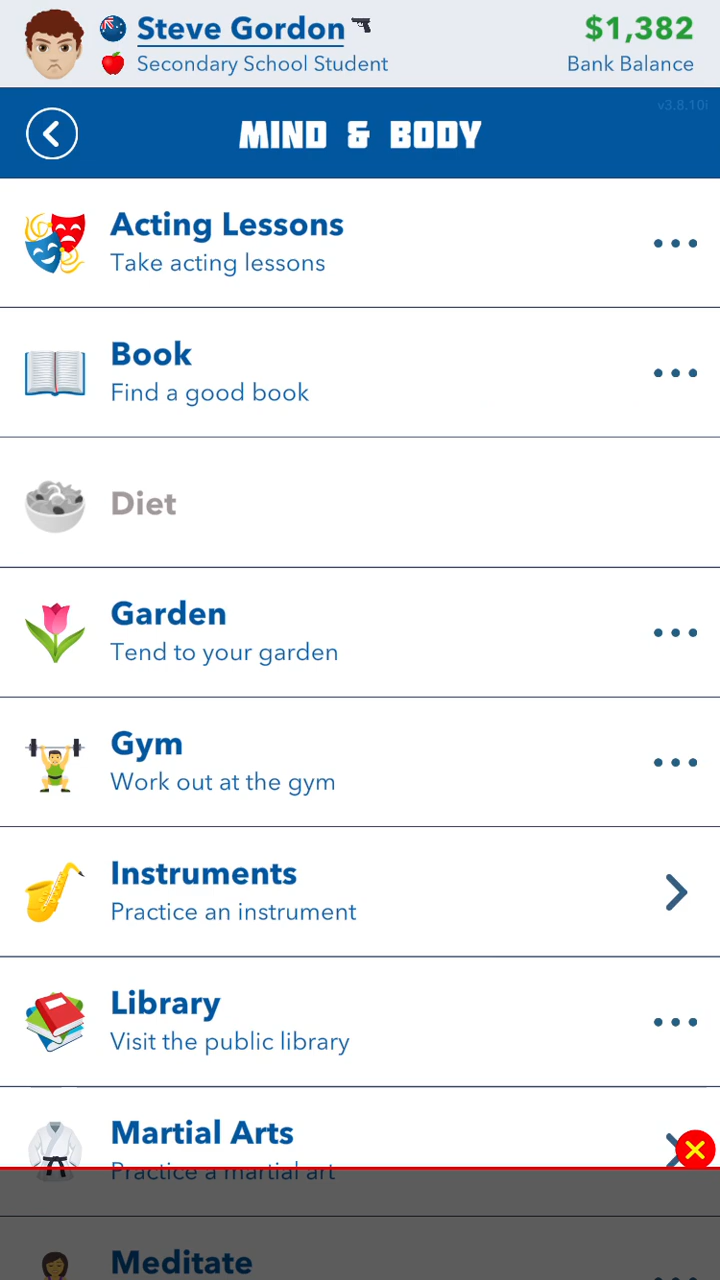 Steve Gordon
$1,382
Secondary School Student
Bank Balance
v3.8.10i
MIND & BODY
Acting Lessons
Take acting lessons
Book
Find a good book
Diet
Garden
Tend to your garden
Gym
Work out at the gym
Instruments
Practice an instrument
Library
Visit the public library
Martial Arts
Practice a martial art
Meditate